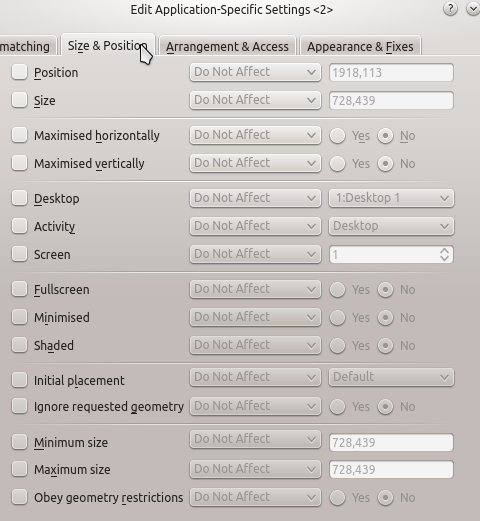 Edit Application-Specific Settings <2>
matching Size & Position Arrangement & Access Appearance & Fixes
Position Do Not Affect 1918,113
Size Do Not Affect 728,439
Maximised horizontally Do Not Affect Yes No
Maximised vertically Do Not Affect Yes No
Desktop Do Not Affect 1:Desktop 1
Activity Do Not Affect Desktop
Screen Do Not Affect 1
Fullscreen Do Not Affect Yes No
Minimised Do Not Affect Yes No
Shaded Do Not Affect Yes No
Initial placement Do Not Affect Default
Ignore requested geometry Do Not Affect Yes No
Minimum size Do Not Affect 728,439
Maximum size Do Not Affect 728,439
Obey geometry restrictions Do Not Affect Yes No